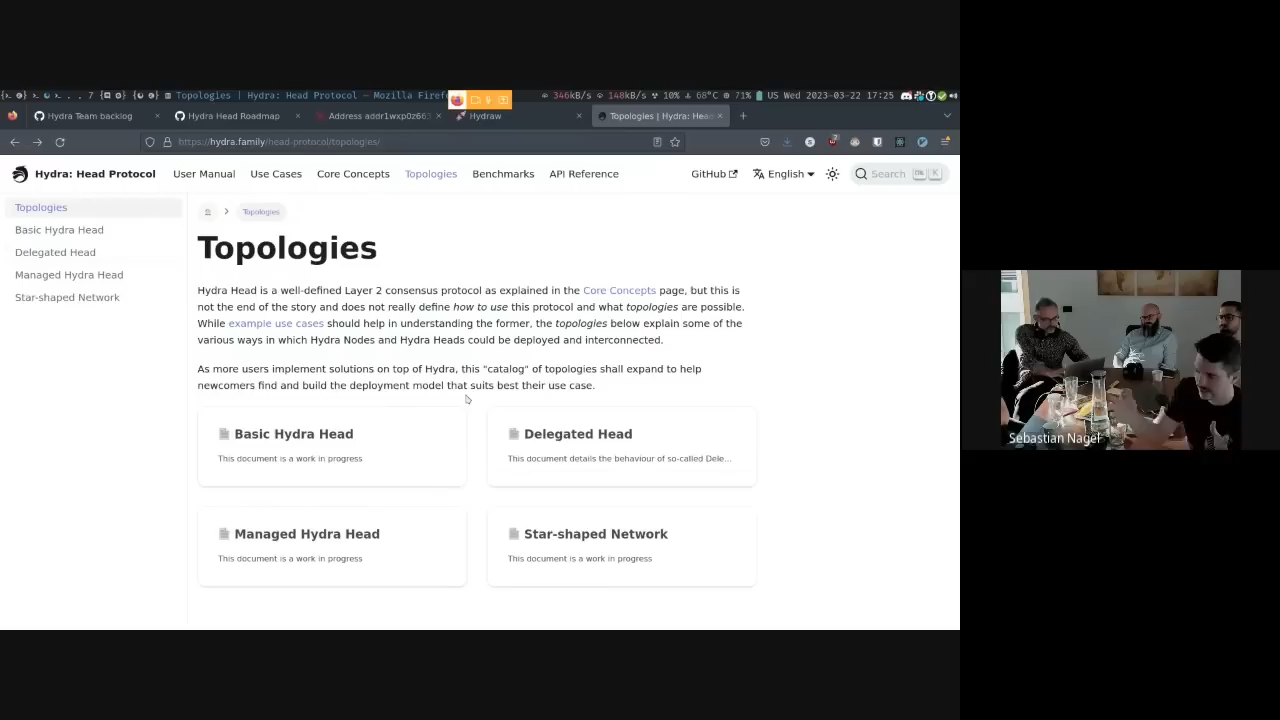 Topologies | Hydra: Head Protocol — Mozilla Firef
346kB/s 148kB/s 10% 68°C 71% US Wed 2023-03-22 17:25
Hydra Team backlog
Hydra Head Roadmap
Address addr1wxp0z663
Hydraw
Topologies | Hydra: Hea
https://hydra.family/head-protocol/topologies/
Hydra: Head Protocol User Manual Use Cases Core Concepts Topologies Benchmarks API Reference GitHub English Search K
Topologies
Basic Hydra Head
Delegated Head
Managed Hydra Head
Star-shaped Network
Topologies
Topologies
Hydra Head is a well-defined Layer 2 consensus protocol as explained in the Core Concepts page, but this is
not the end of the story and does not really define how to use this protocol and what topologies are possible.
While example use cases should help in understanding the former, the topologies below explain some of the
various ways in which Hydra Nodes and Hydra Heads could be deployed and interconnected.
As more users implement solutions on top of Hydra, this "catalog" of topologies shall expand to help
newcomers find and build the deployment model that suits best their use case.
Basic Hydra Head
This document is a work in progress
Delegated Head
This document details the behaviour of so-called Dele...
Managed Hydra Head
This document is a work in progress
Star-shaped Network
This document is a work in progress
Sebastian Nagel